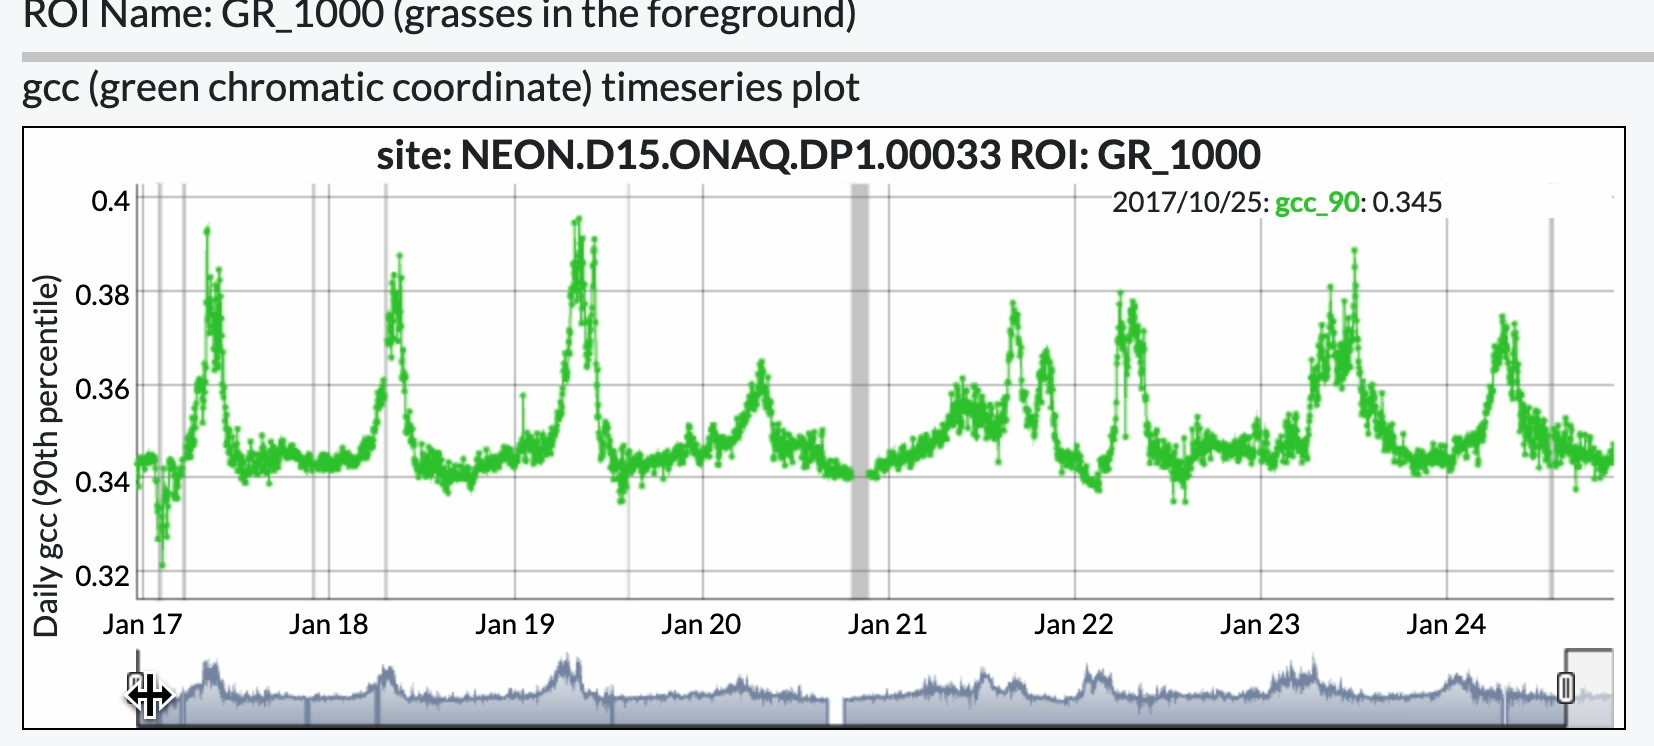 ROI Name: GR_1000 (grasses in the foreground)
gcc (green chromatic coordinate) timeseries plot
site: NEON.D15.ONAQ.DP1.00033 ROI: GR_1000
2017/10/25: gcc_90: 0.345
Daily gcc (90th percentile)
0.4
0.38
0.36
0.34
0.32
Jan 17 Jan 18 Jan 19 Jan 20 Jan 21 Jan 22 Jan 23 Jan 24